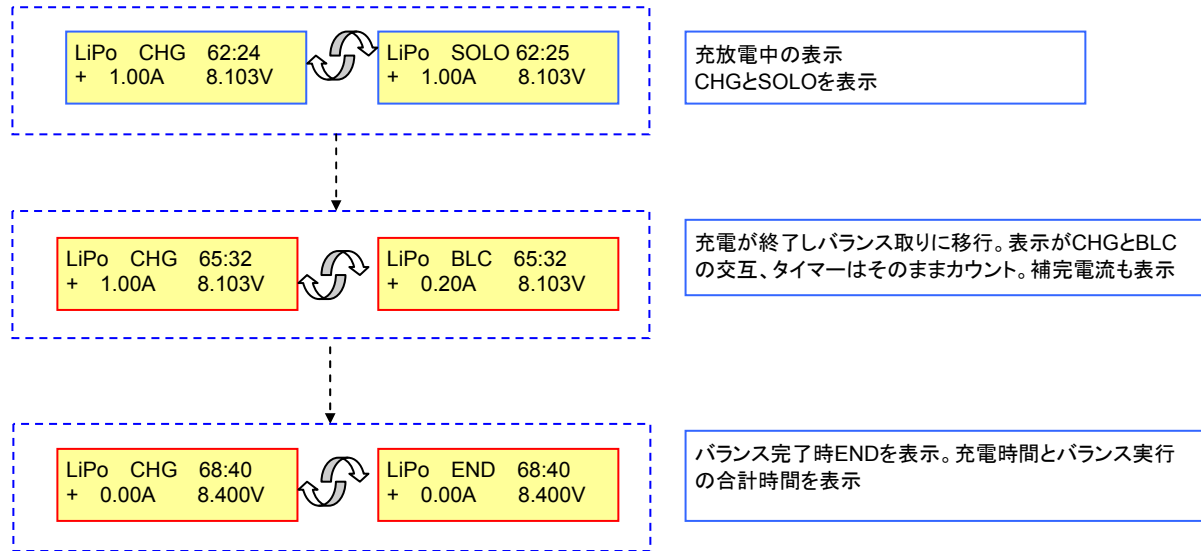 LiPo CHG 62:24
+ 1.00A 8.103V
LiPo SOLO 62:25
+ 1.00A 8.103V
充放電中の表示
CHGとSOLOを表示
LiPo CHG 65:32
+ 1.00A 8.103V
LiPo BLC 65:32
+ 0.20A 8.103V
充電が終了しバランス取りに移行。表示がCHGとBLC
の交互、タイマーはそのままカウント。補完電流も表示
LiPo CHG 68:40
+ 0.00A 8.400V
LiPo END 68:40
+ 0.00A 8.400V
バランス完了時ENDを表示。充電時間とバランス実行
の合計時間を表示